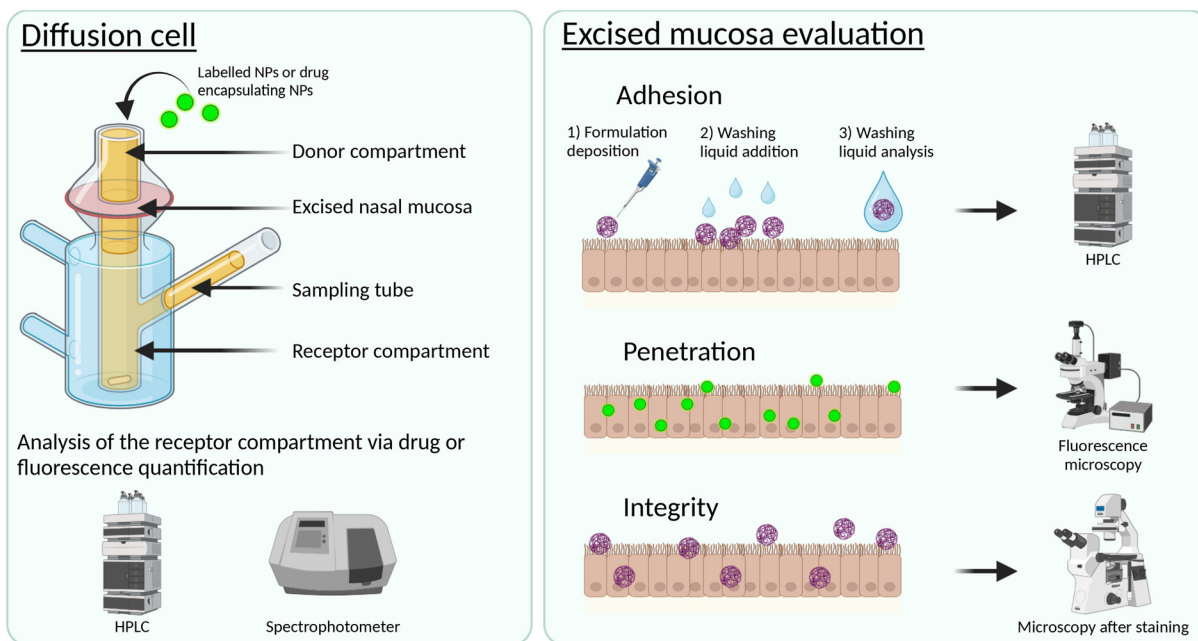 Diffusion cell
Labelled NPs or drug
encapsulating NPs
Donor compartment
Excised nasal mucosa
Sampling tube
Receptor compartment
Analysis of the receptor compartment via drug or
fluorescence quantification
HPLC
Spectrophotometer
Excised mucosa evaluation
Adhesion
1) Formulation
deposition
2) Washing
liquid addition
3) Washing
liquid analysis
HPLC
Penetration
Fluorescence
microscopy
Integrity
Microscopy after staining